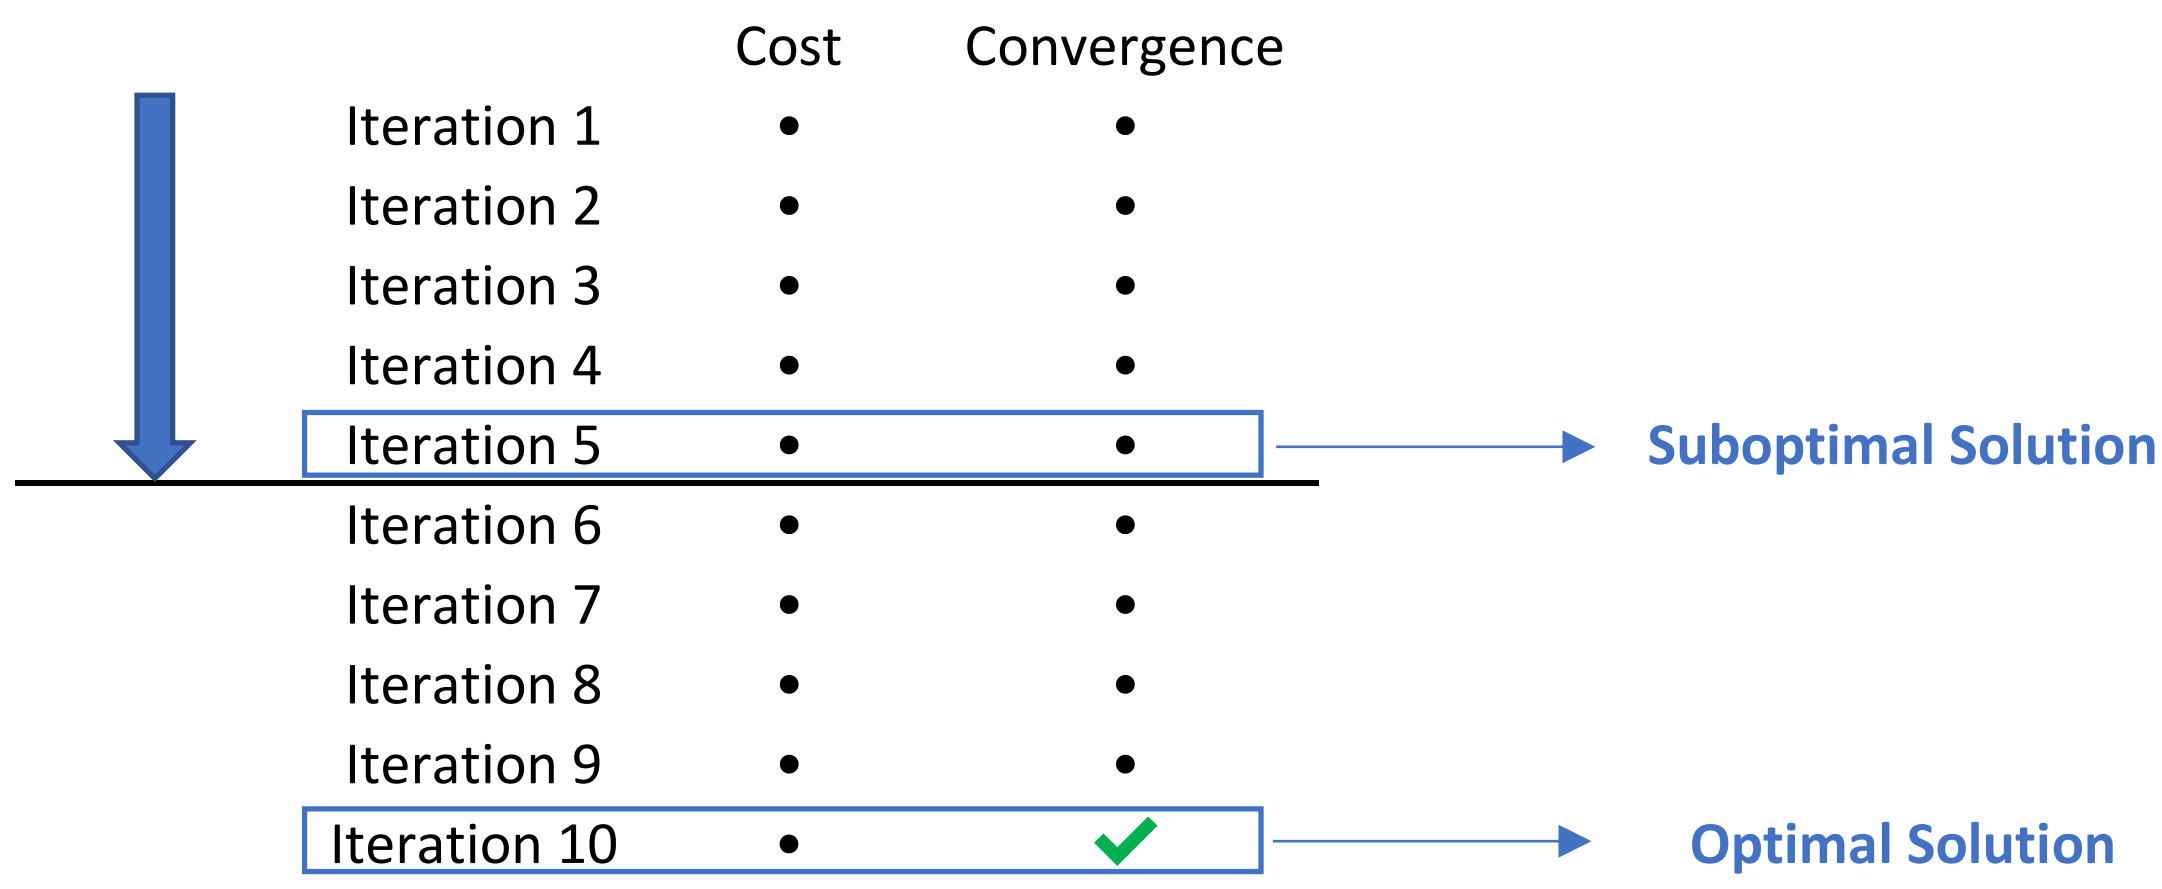 Cost Convergence
Iteration 1 • •
Iteration 2 • •
Iteration 3 • •
Iteration 4 • •
Iteration 5 • • Suboptimal Solution
Iteration 6 • •
Iteration 7 • •
Iteration 8 • •
Iteration 9 • •
Iteration 10 • ✓ Optimal Solution